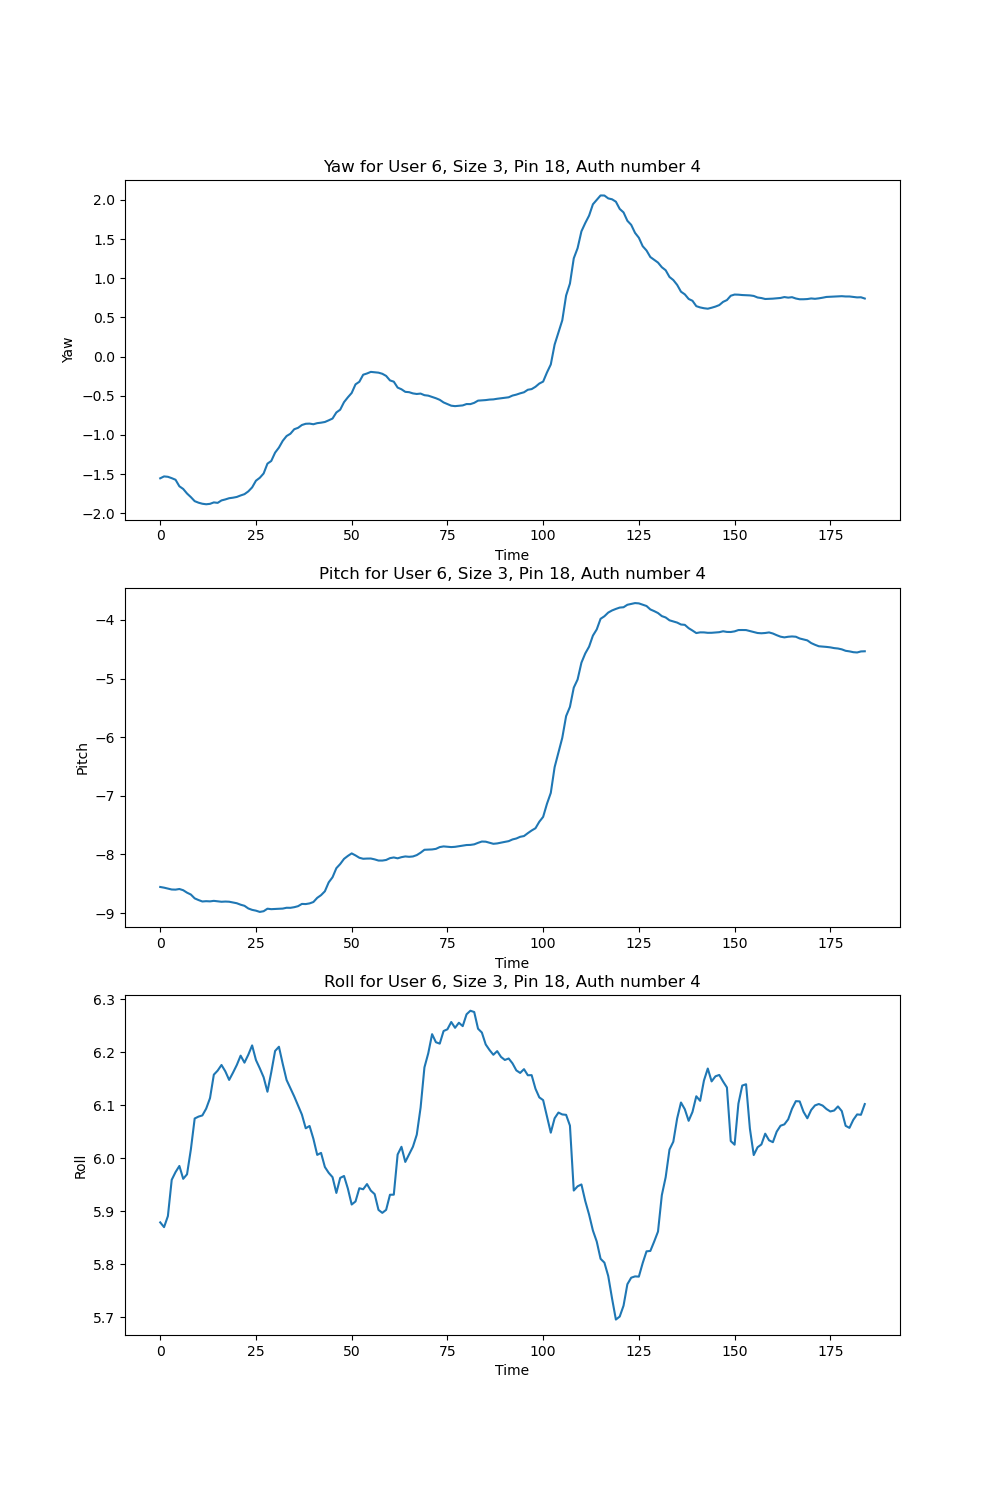 Yaw for User 6, Size 3, Pin 18, Auth number 4
2.0
1.5
1.0
0.5
0.0
−0.5
−1.0
−1.5
−2.0
Yaw
0 25 50 75 100 125 150 175
Time
Pitch for User 6, Size 3, Pin 18, Auth number 4
−4
−5
−6
−7
−8
−9
Pitch
0 25 50 75 100 125 150 175
Time
Roll for User 6, Size 3, Pin 18, Auth number 4
6.3
6.2
6.1
6.0
5.9
5.8
5.7
Roll
0 25 50 75 100 125 150 175
Time